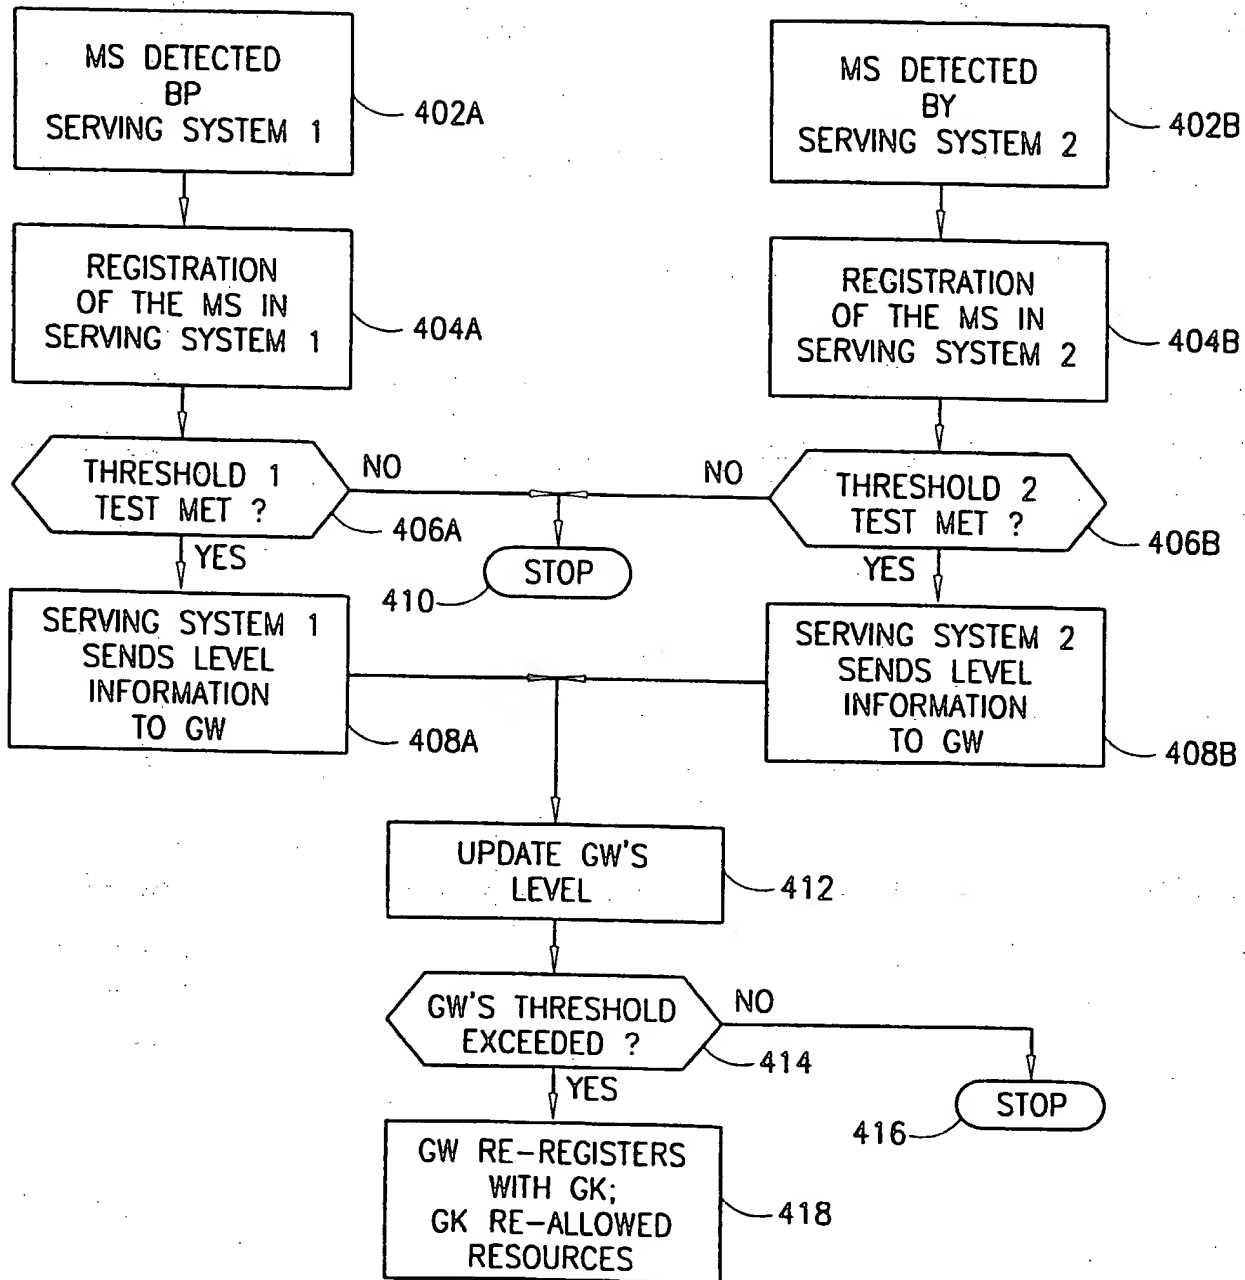 MS DETECTED
BP
SERVING SYSTEM 1
402A
MS DETECTED
BY
SERVING SYSTEM 2
402B
REGISTRATION
OF THE MS IN
SERVING SYSTEM 1
404A
REGISTRATION
OF THE MS IN
SERVING SYSTEM 2
404B
THRESHOLD 1
TEST MET ?
NO
406A
YES
NO
THRESHOLD 2
TEST MET ?
406B
YES
STOP
410
SERVING SYSTEM 1
SENDS LEVEL
INFORMATION
TO GW
408A
SERVING SYSTEM 2
SENDS LEVEL
INFORMATION
TO GW
408B
UPDATE GW'S
LEVEL
412
GW'S THRESHOLD
EXCEEDED ?
NO
414
YES
STOP
416
GW RE-REGISTERS
WITH GK;
GK RE-ALLOWED
RESOURCES
418